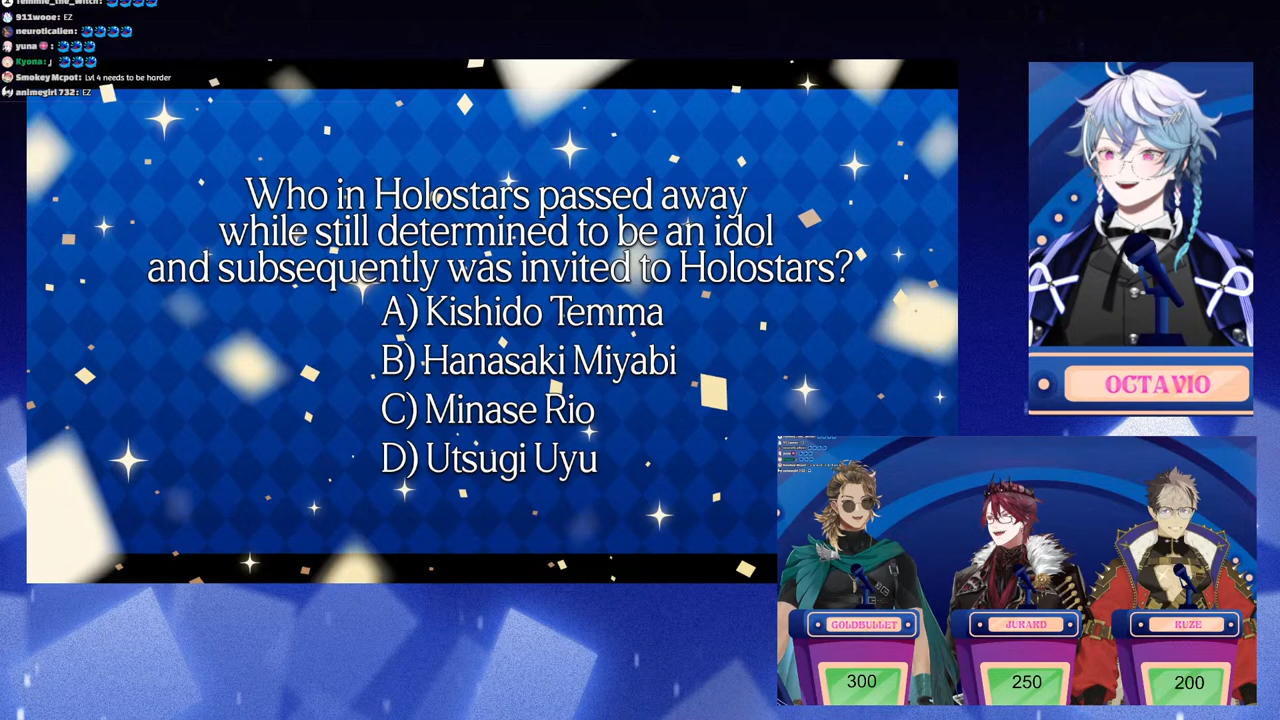 Temmie_the_Witch:
911wooe: EZ
neuroticalien:
yuna :
Kyona: 」
SmokeyMcpot: Lvl 4 needs to be harder
animegirl732: EZ
Who in Holostars passed away
while still determined to be an idol
and subsequently was invited to Holostars?
A) Kishido Temma
B) Hanasaki Miyabi
C) Minase Rio
D) Utsugi Uyu
OCTAVIO
GOLDBULLET
JURARD
RUZE
300
250
200